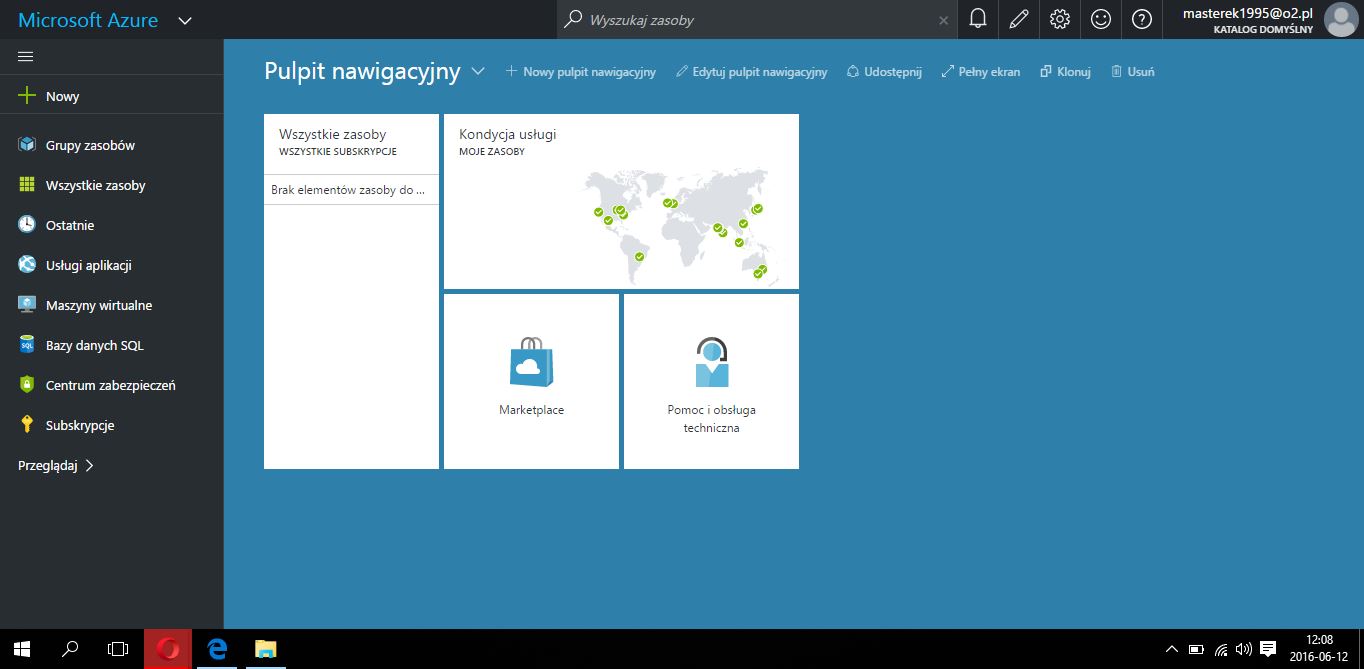 Microsoft Azure
Wyszukaj zasoby
masterek1995@o2.pl
KATALOG DOMYŚLNY
Nowy
Grupy zasobów
Wszystkie zasoby
Ostatnie
Usługi aplikacji
Maszyny wirtualne
SQL
Bazy danych SQL
Centrum zabezpieczeń
Subskrypcje
Przeglądaj
Pulpit nawigacyjny
Nowy pulpit nawigacyjny
Edytuj pulpit nawigacyjny
Udostępnij
Pełny ekran
Klonuj
Usuń
Wszystkie zasoby
WSZYSTKIE SUBSKRYPCJE
Brak elementów zasoby do ...
Kondycja usługi
MOJE ZASOBY
Marketplace
Pomoc i obsługa
techniczna
12:08
2016-06-12